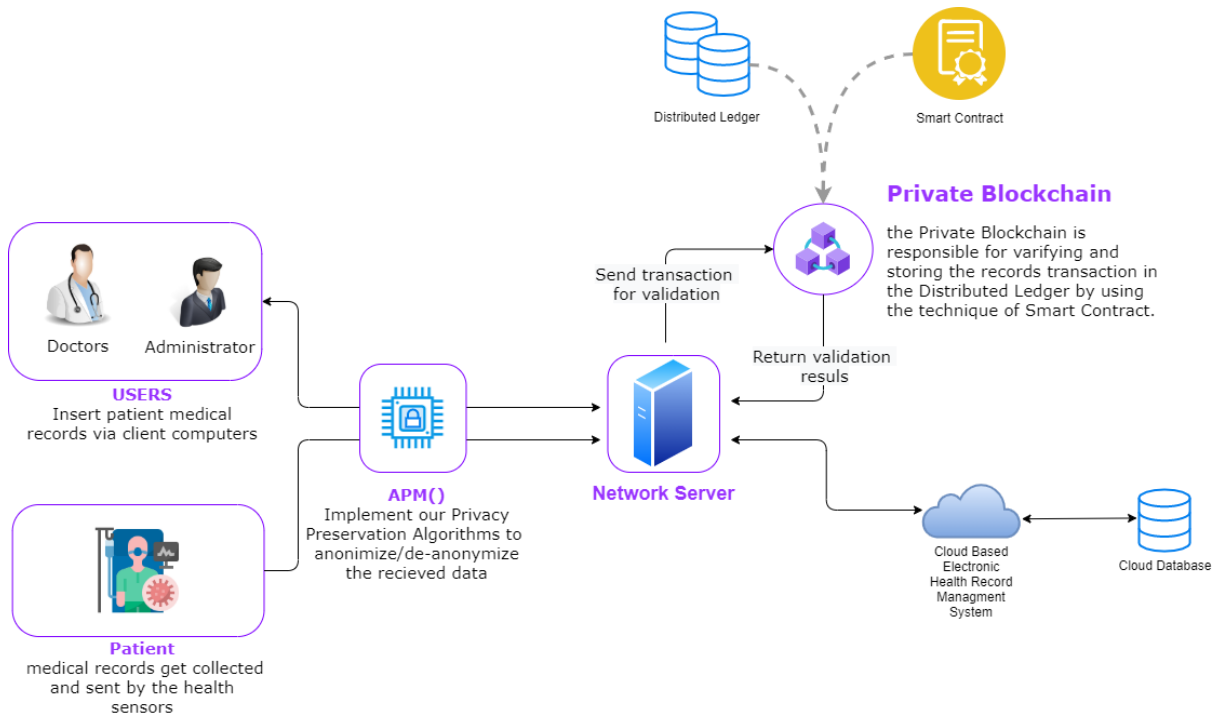 Distributed Ledger
Smart Contract
Private Blockchain
the Private Blockchain is
responsible for varifying and
storing the records transaction in
the Distributed Ledger by using
the technique of Smart Contract.
Send transaction
for validation
Return validation
resuls
Doctors
Administrator
USERS
Insert patient medical
records via client computers
APM()
Implement our Privacy
Preservation Algorithms to
anonimize/de-anonymize
the recieved data
Network Server
Patient
medical records get collected
and sent by the health
sensors
Cloud Based
Electronic
Health Record
Managment
System
Cloud Database